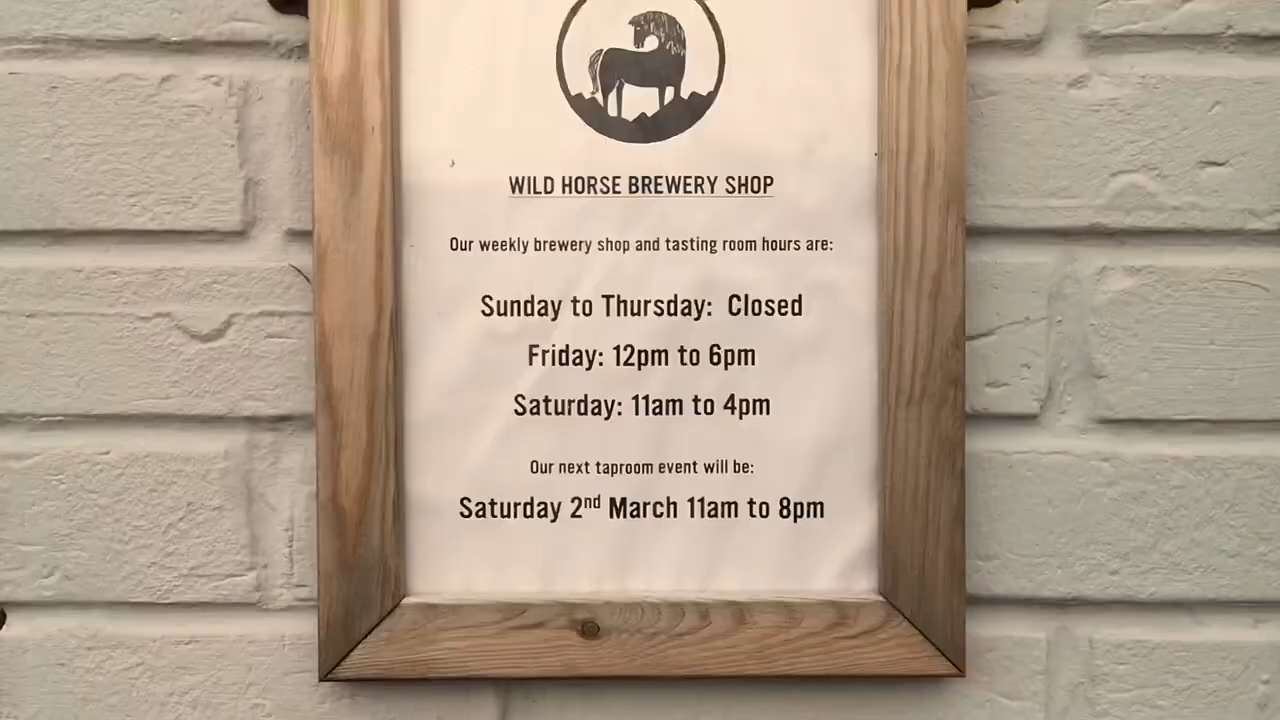 WILD HORSE BREWERY SHOP
Our weekly brewery shop and tasting room hours are:
Sunday to Thursday: Closed
Friday: 12pm to 6pm
Saturday: 11am to 4pm
Our next taproom event will be:
Saturday 2nd March 11am to 8pm